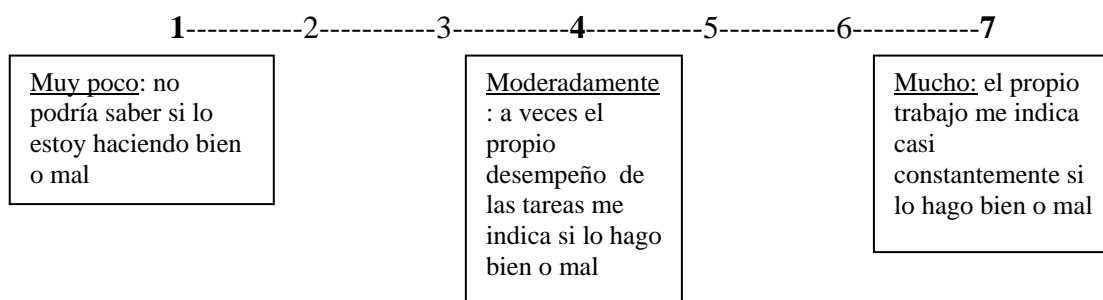 1-----------2----------3----------4-----------5-----------6------------7
Muy poco: no
podría saber si lo
estoy haciendo bien
o mal
Moderadamente
: a veces el
propio
desempeño de
las tareas me
indica si lo hago
bien o mal
Mucho: el propio
trabajo me indica
casi
constantemente si
lo hago bien o mal